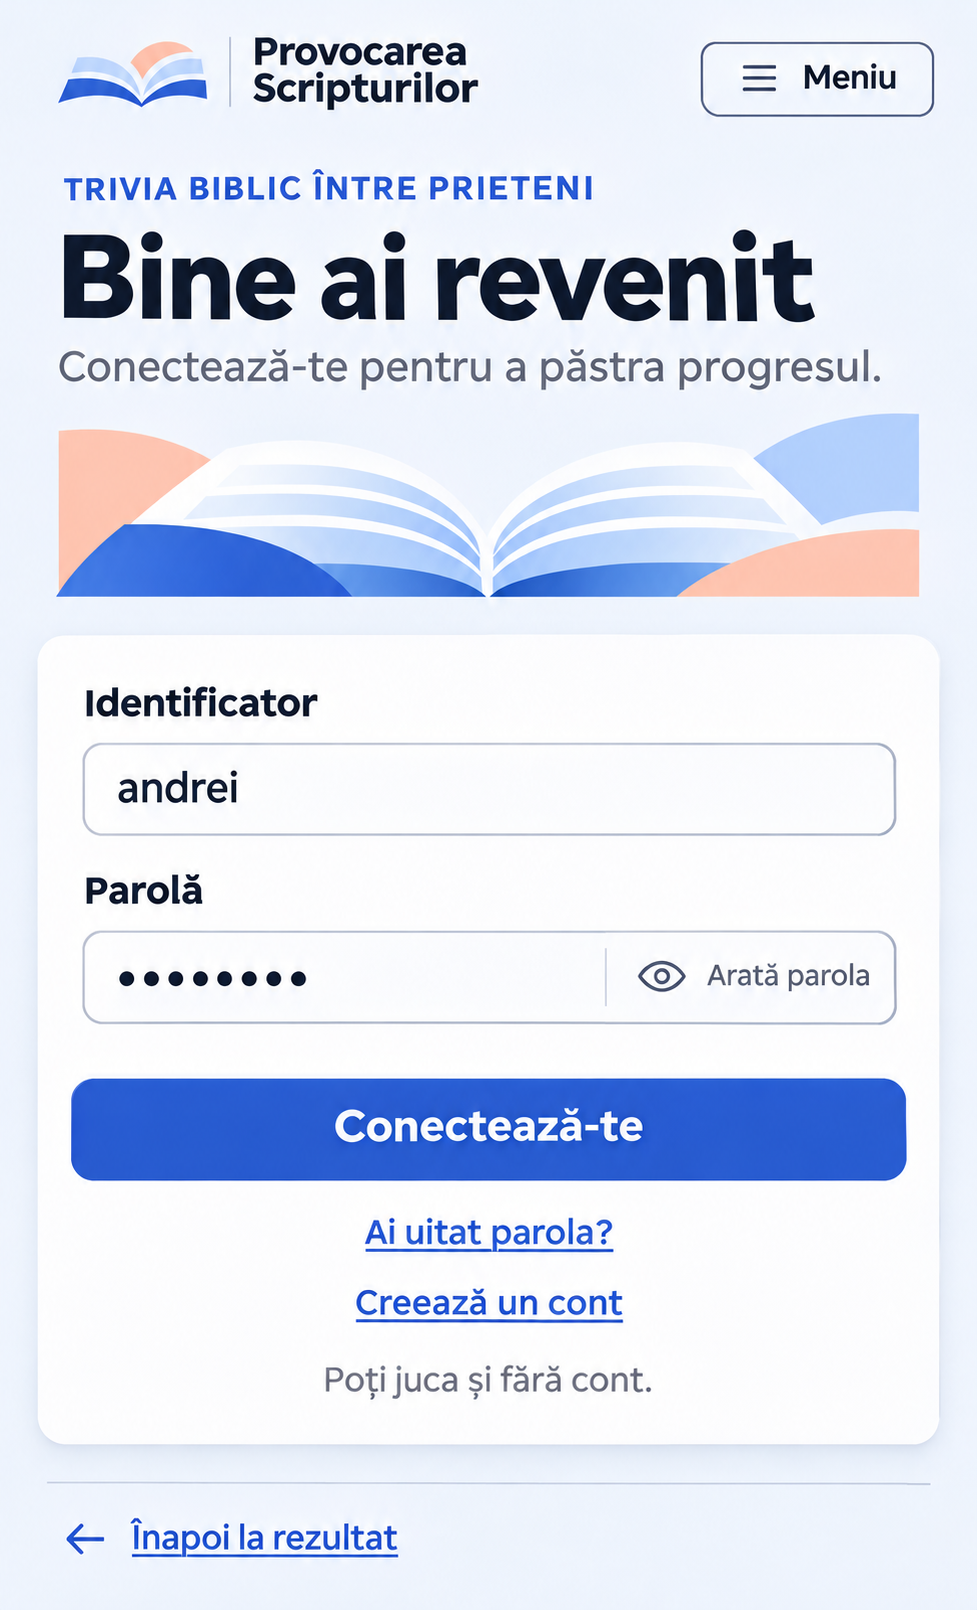 Provocarea
Scripturilor
Meniu
TRIVIA BIBLIC ÎNTRE PRIETENI
Bine ai revenit
Conectează-te pentru a păstra progresul.
Identificator
andrei
Parolă
••••••••
Arată parola
Conectează-te
Ai uitat parola?
Creează un cont
Poți juca și fără cont.
← Înapoi la rezultat